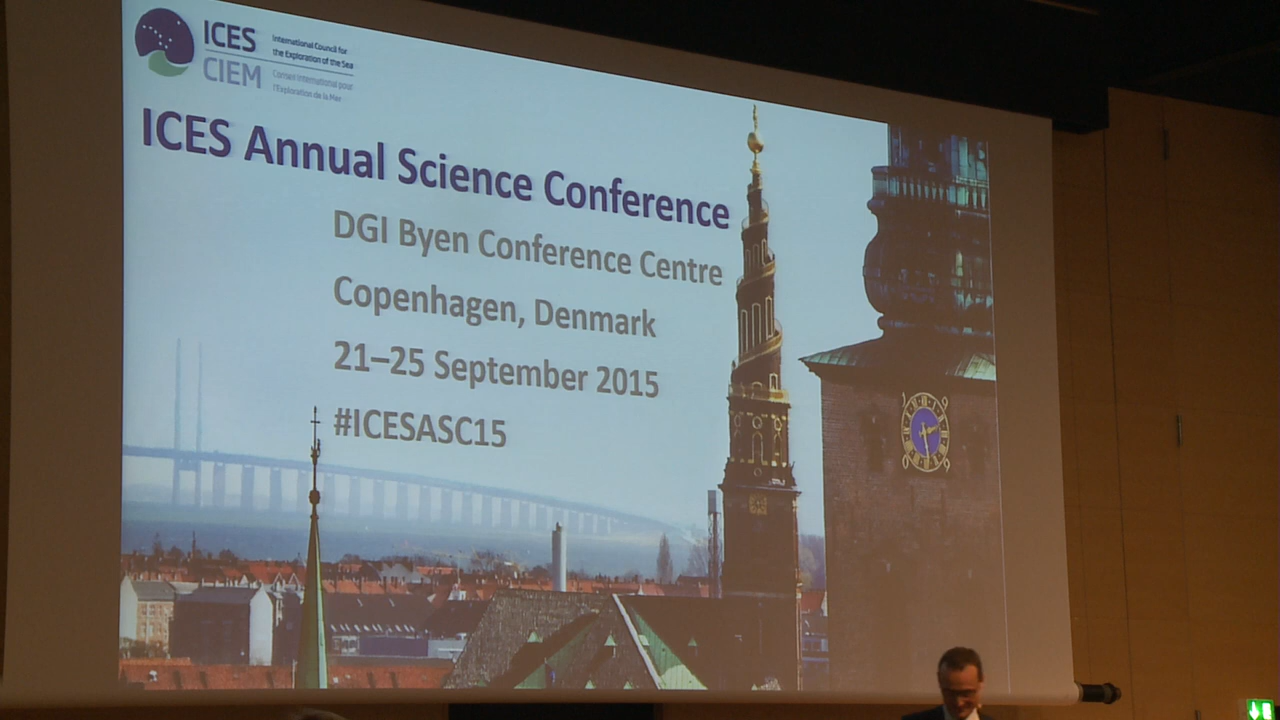 ICES
CIEM
International Council for
the Exploration of the Sea
Conseil International pour
l'Exploration de la Mer
ICES Annual Science Conference
DGI Byen Conference Centre
Copenhagen, Denmark
21–25 September 2015
#ICESASC15